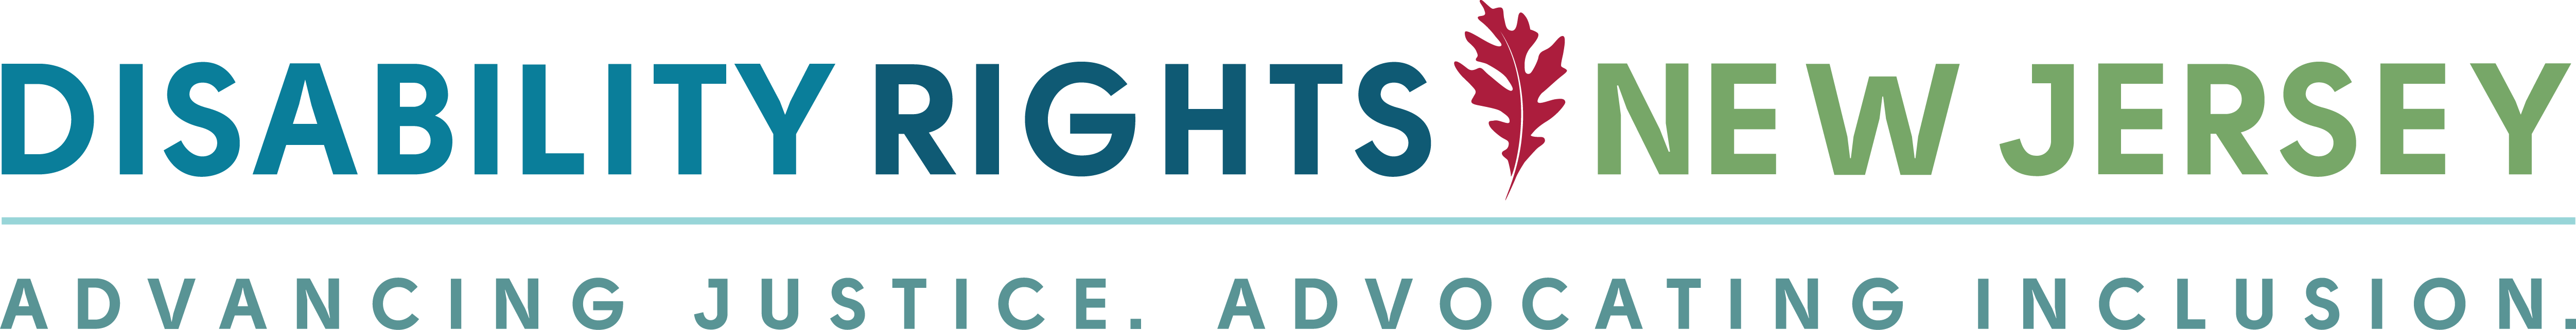 DISABILITY RIGHTS NEW JERSEY
ADVANCING JUSTICE. ADVOCATING INCLUSION.